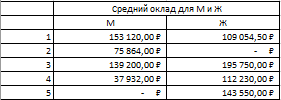 Средний оклад для М и Ж
М Ж
1 153 120,00 ₽ 109 054,50 ₽
2 75 864,00 ₽ - ₽
3 139 200,00 ₽ 195 750,00 ₽
4 37 932,00 ₽ 112 230,00 ₽
5 - ₽ 143 550,00 ₽